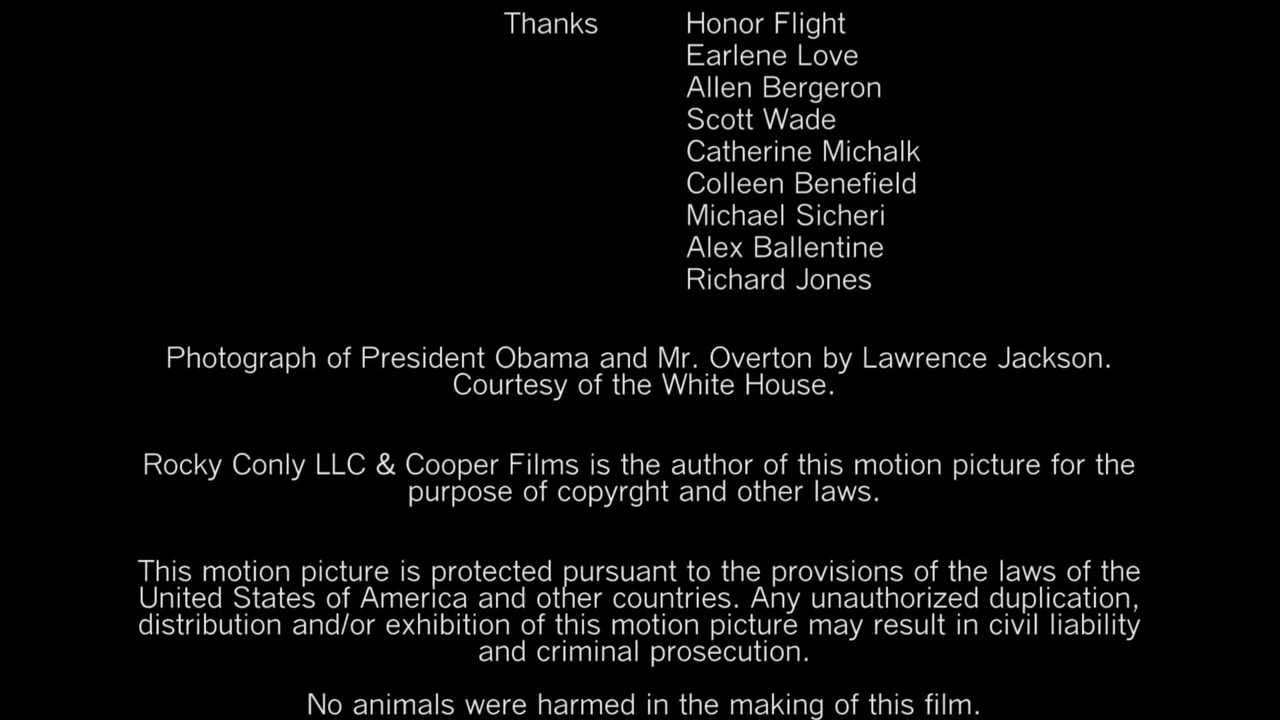 Thanks Honor Flight
Earlene Love
Allen Bergeron
Scott Wade
Catherine Michalk
Colleen Benefield
Michael Sicheri
Alex Ballentine
Richard Jones
Photograph of President Obama and Mr. Overton by Lawrence Jackson.
Courtesy of the White House.
Rocky Conly LLC & Cooper Films is the author of this motion picture for the
purpose of copyrght and other laws.
This motion picture is protected pursuant to the provisions of the laws of the
United States of America and other countries. Any unauthorized duplication,
distribution and/or exhibition of this motion picture may result in civil liability
and criminal prosecution.
No animals were harmed in the making of this film.